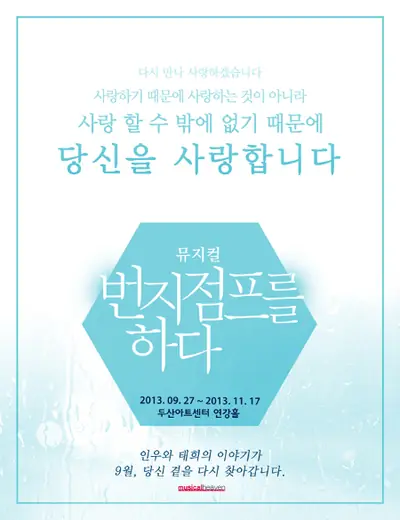 다시 만나 사랑하겠습니다
사랑하기 때문에 사랑하는 것이 아니라
사랑 할 수 밖에 없기 때문에
당신을 사랑합니다
뮤지컬
번지점프를
하다
2013. 09. 27 ~ 2013. 11. 17
두산아트센터 연강홀
인우와 태희의 이야기가
9월, 당신 곁을 다시 찾아갑니다.
musicalheaven